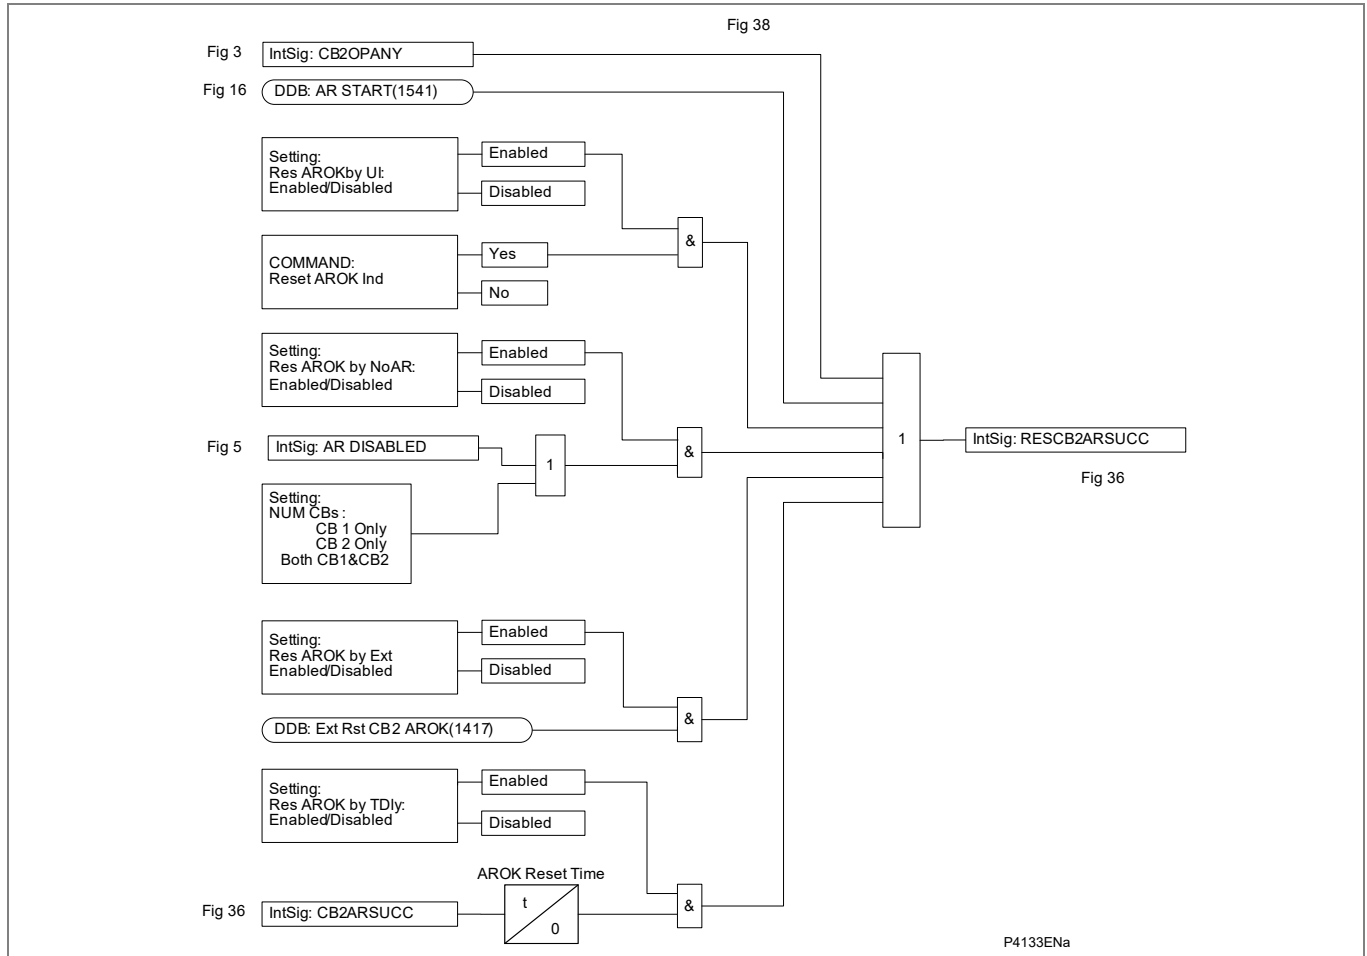 Fig 38
Fig 3
IntSig: CB2OPANY
Fig 16
DDB: AR START(1541)
Setting:
Res AROKby UI:
Enabled/Disabled
Enabled
Disabled
&
COMMAND:
Reset AROK Ind
Yes
No
Setting:
Res AROK by NoAR:
Enabled/Disabled
Enabled
Disabled
Fig 5
IntSig: AR DISABLED
1
&
1
IntSig: RESCB2ARSUCC
Fig 36
Setting:
NUM CBs :
CB 1 Only
CB 2 Only
Both CB1&CB2
Setting:
Res AROK by Ext
Enabled/Disabled
Enabled
Disabled
DDB: Ext Rst CB2 AROK(1417)
&
Setting:
Res AROK by TDly:
Enabled/Disabled
Enabled
Disabled
AROK Reset Time
Fig 36
IntSig: CB2ARSUCC
t
0
&
P4133ENa